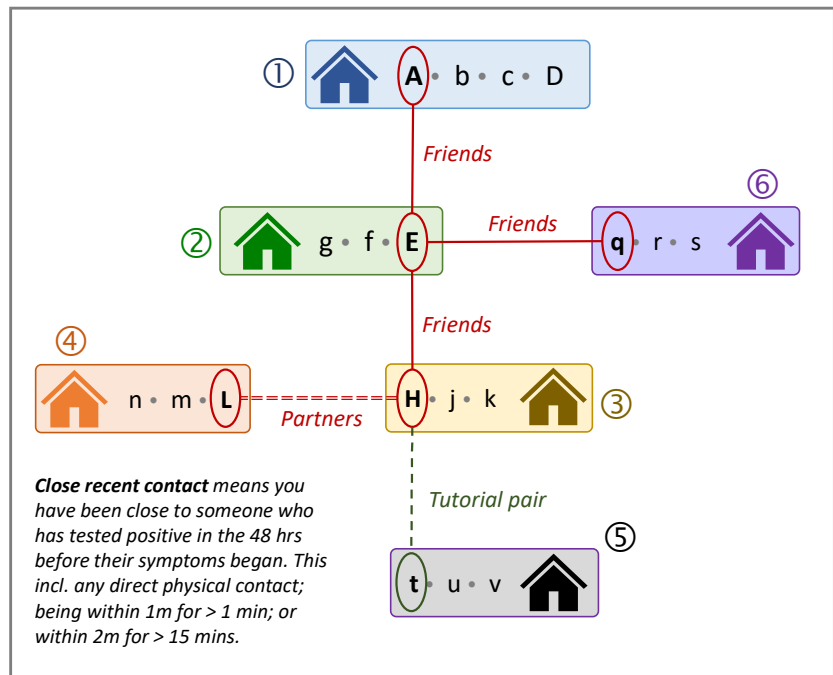 ①
A • b • c • D
Friends
⑥
②
g • f • E
Friends
q • r • s
Friends
④
n • m • L
Partners
H • j • k
③
Close recent contact means you
have been close to someone who
has tested positive in the 48 hrs
before their symptoms began. This
incl. any direct physical contact;
being within 1m for > 1 min; or
within 2m for > 15 mins.
Tutorial pair
⑤
t • u • v